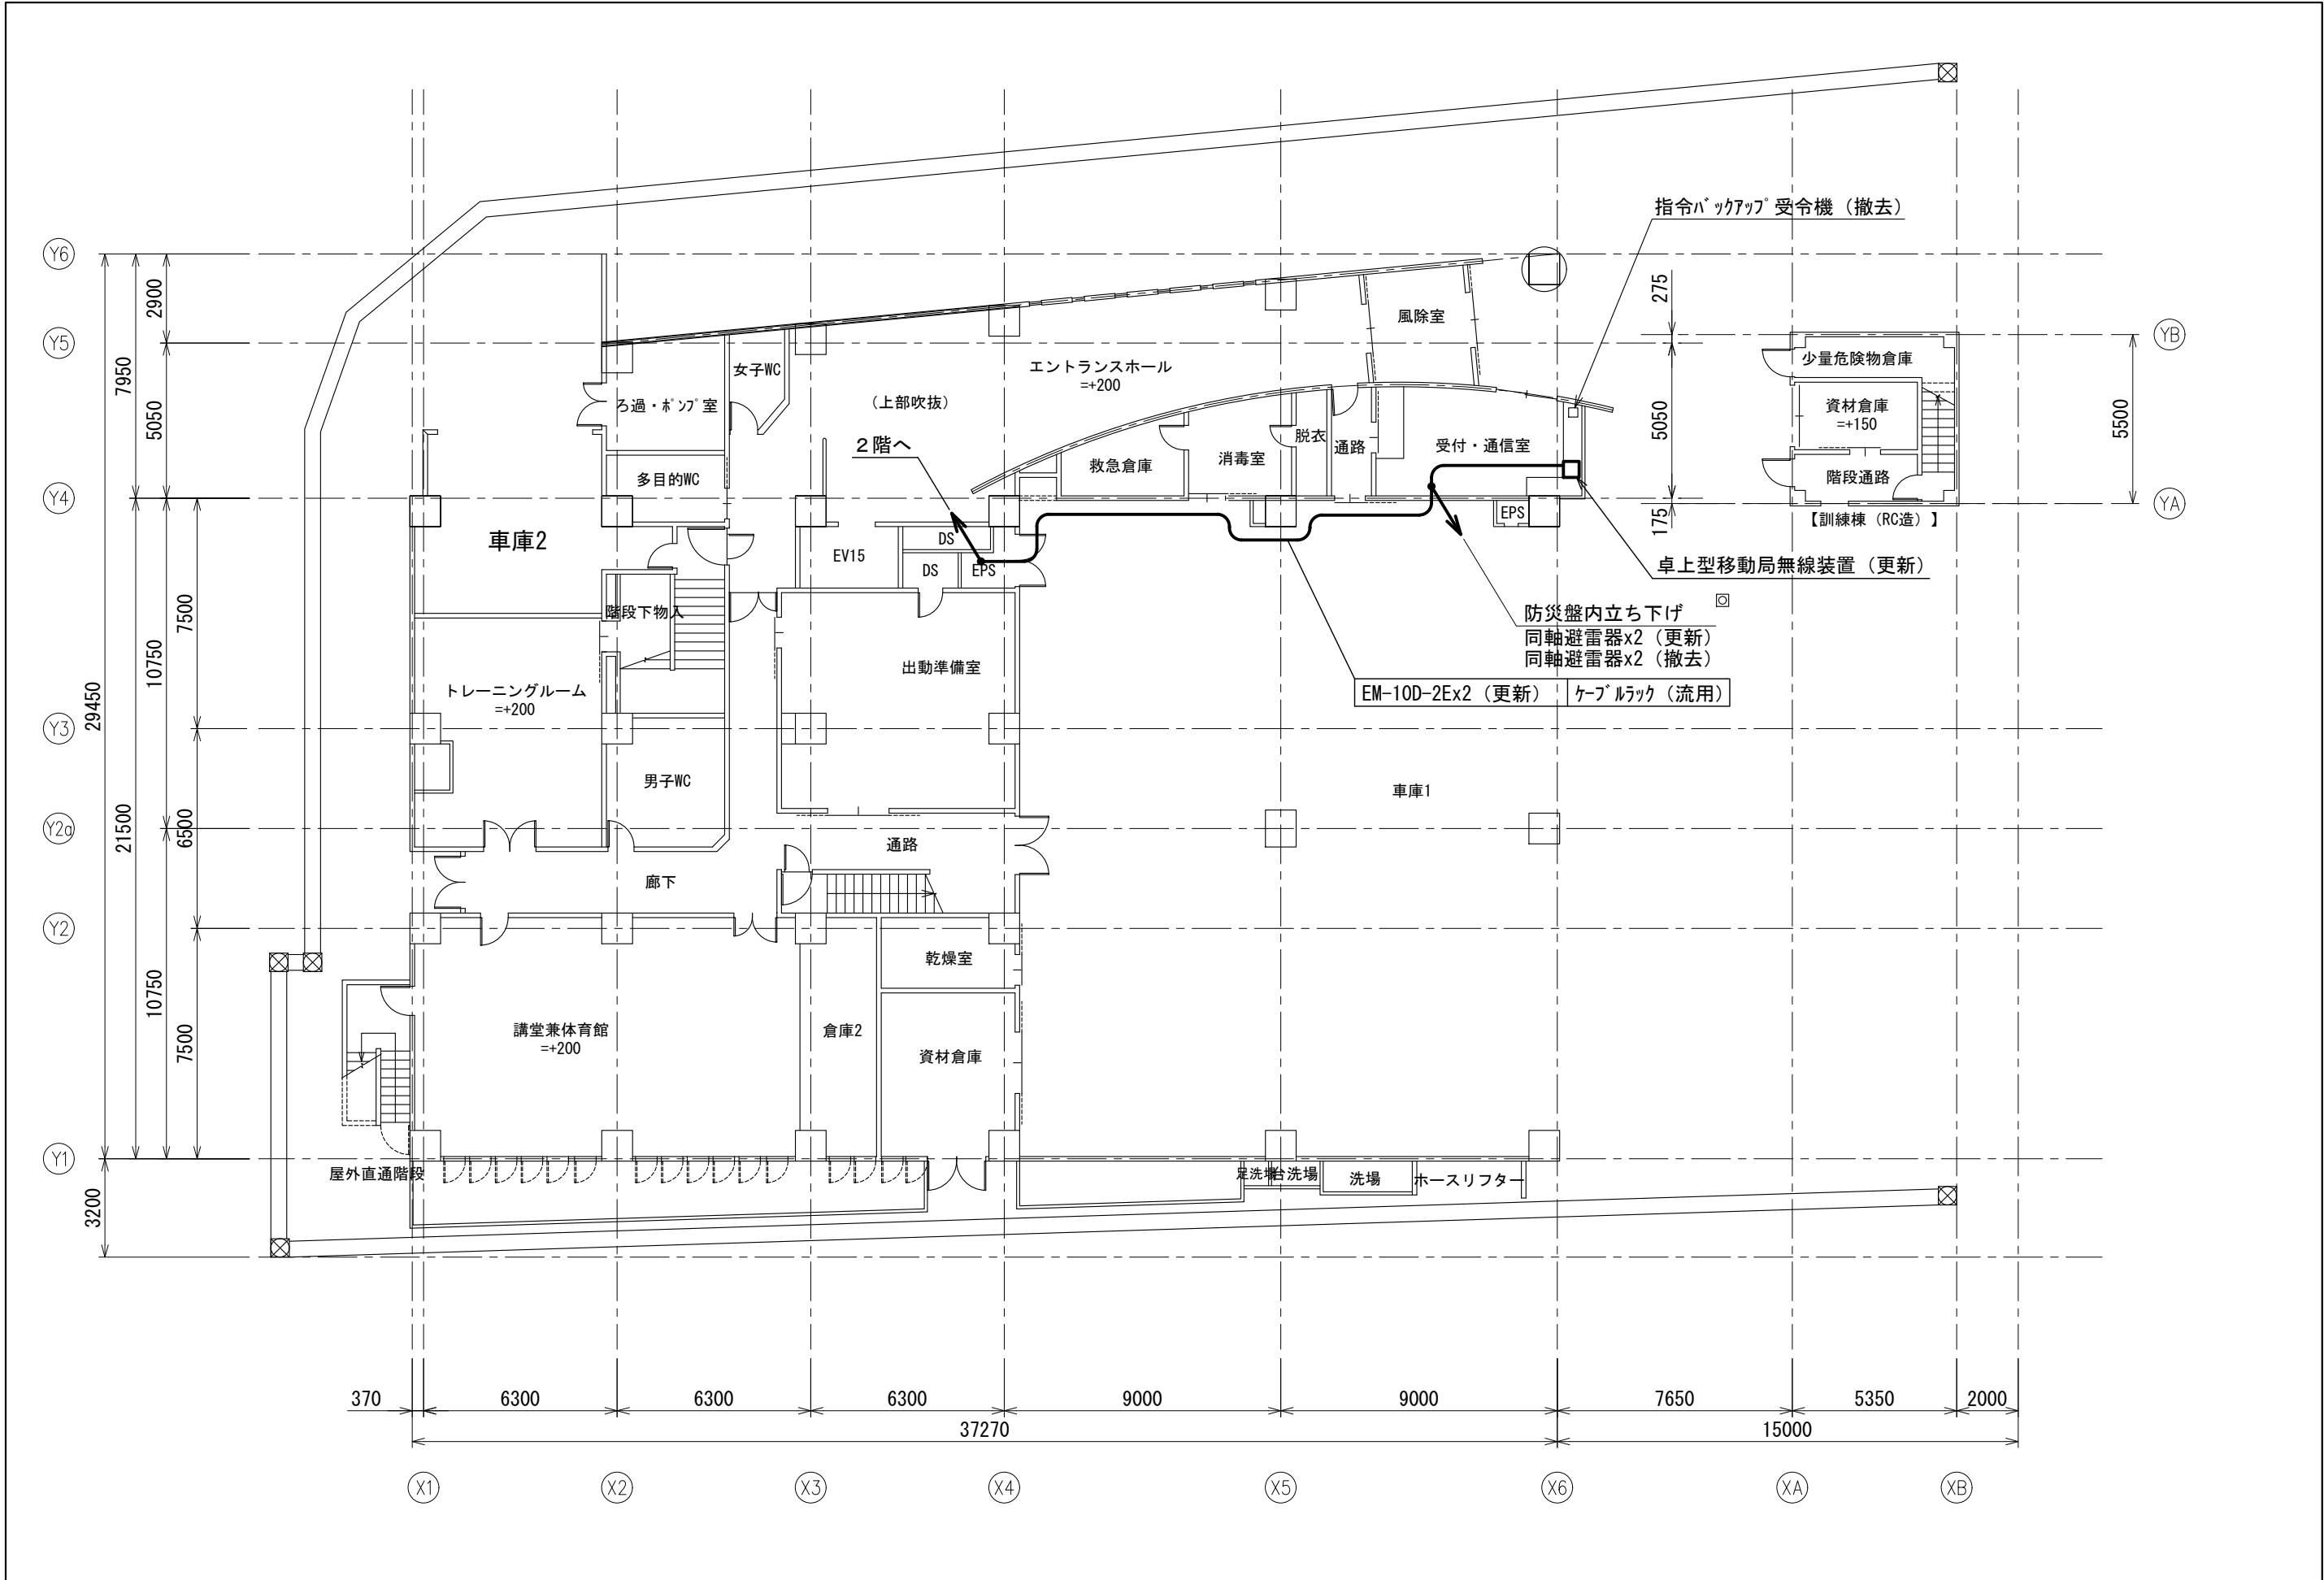 指令ﾊﾞｯｸｱｯﾌﾟ受令機（撤去）
Y6
2900
275
風除室
YB
Y5
7950
女子WC
エントランスホール
=+200
少量危険物倉庫
5050
（上部吹抜）
ろ過・ﾎﾟﾝﾌﾟ室
資材倉庫
=+150
5050
5500
２階へ
脱衣
通路
受付・通信室
消毒室
救急倉庫
多目的WC
階段通路
Y4
YA
175
EPS
【訓練棟（RC造）】
車庫2
DS
EV15
DS
EPS
卓上型移動局無線装置（更新）
7500
階段下物入
防災盤内立ち下げ
同軸避雷器x2（更新）
同軸避雷器x2（撤去）
10750
出動準備室
トレーニングルーム
=+200
EM-10D-2Ex2（更新）
ｹｰﾌﾞﾙﾗｯｸ（流用）
29450
Y3
男子WC
車庫1
21500
6500
Y2a
通路
廊下
Y2
乾燥室
10750
7500
講堂兼体育館
=+200
倉庫2
資材倉庫
Y1
屋外直通階段
足洗場
台洗場
洗場
ホースリフター
3200
370
6300
6300
6300
9000
9000
7650
5350
2000
37270
15000
X1
X2
X3
X4
X5
X6
XA
XB